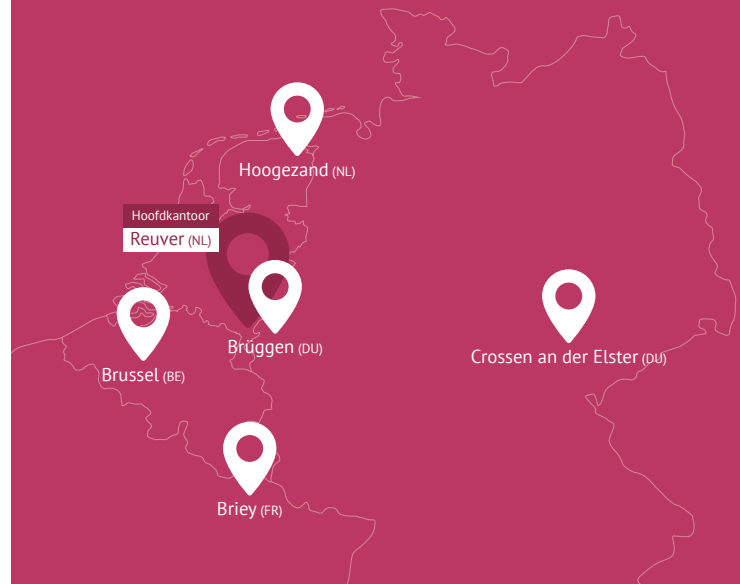 Hoogezand (NL)
Hoofdkantoor
Reuver (NL)
Brüggen (DU)
Brussel (BE)
Crossen an der Elster (DU)
Briey (FR)